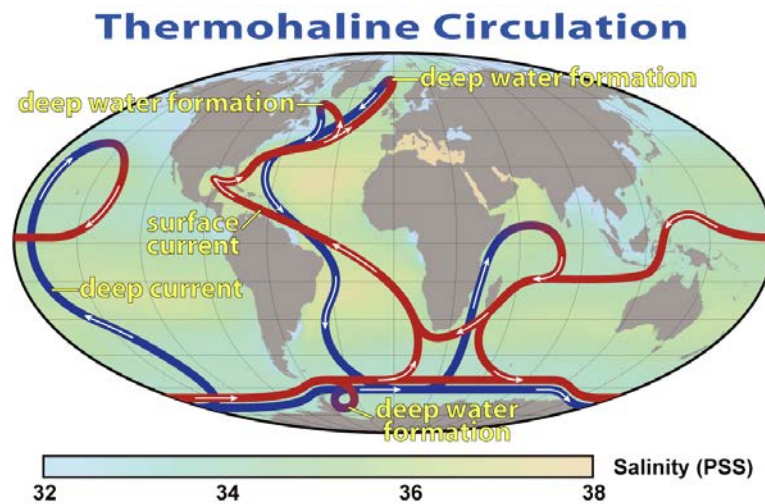 Thermohaline Circulation
deep water formation
deep water formation
surface
current
deep current
deep water
formation
32
34
36
38
Salinity (PSS)